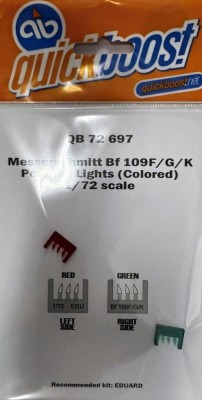 qb
quickboost
quickboost.net
QB 72 697
Messerschmitt Bf 109F/G/K
Lights (Colored)
1/72 scale
RED
GREEN
1/72 EDU
Bf 109F/G/K
LEFT
SIDE
RIGHT
SIDE
Recommended kit: EDUARD